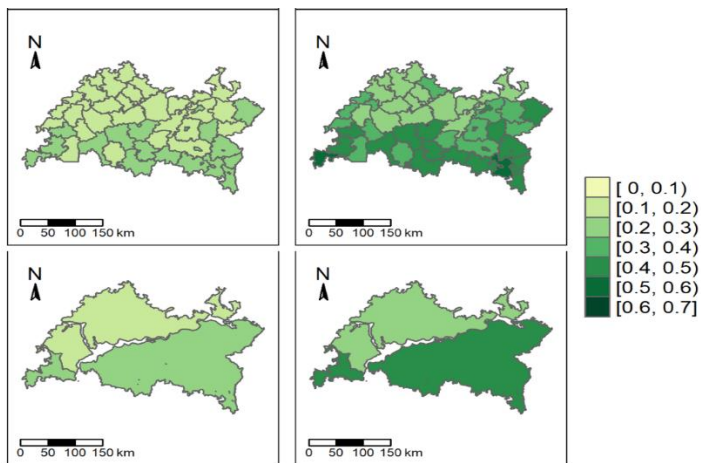 N
N
0 50 100 150 km
0 50 100 150 km
[ 0, 0.1)
[0.1, 0.2)
[0.2, 0.3)
[0.3, 0.4)
[0.4, 0.5)
[0.5, 0.6)
[0.6, 0.7]
N
N
0 50 100 150 km
0 50 100 150 km